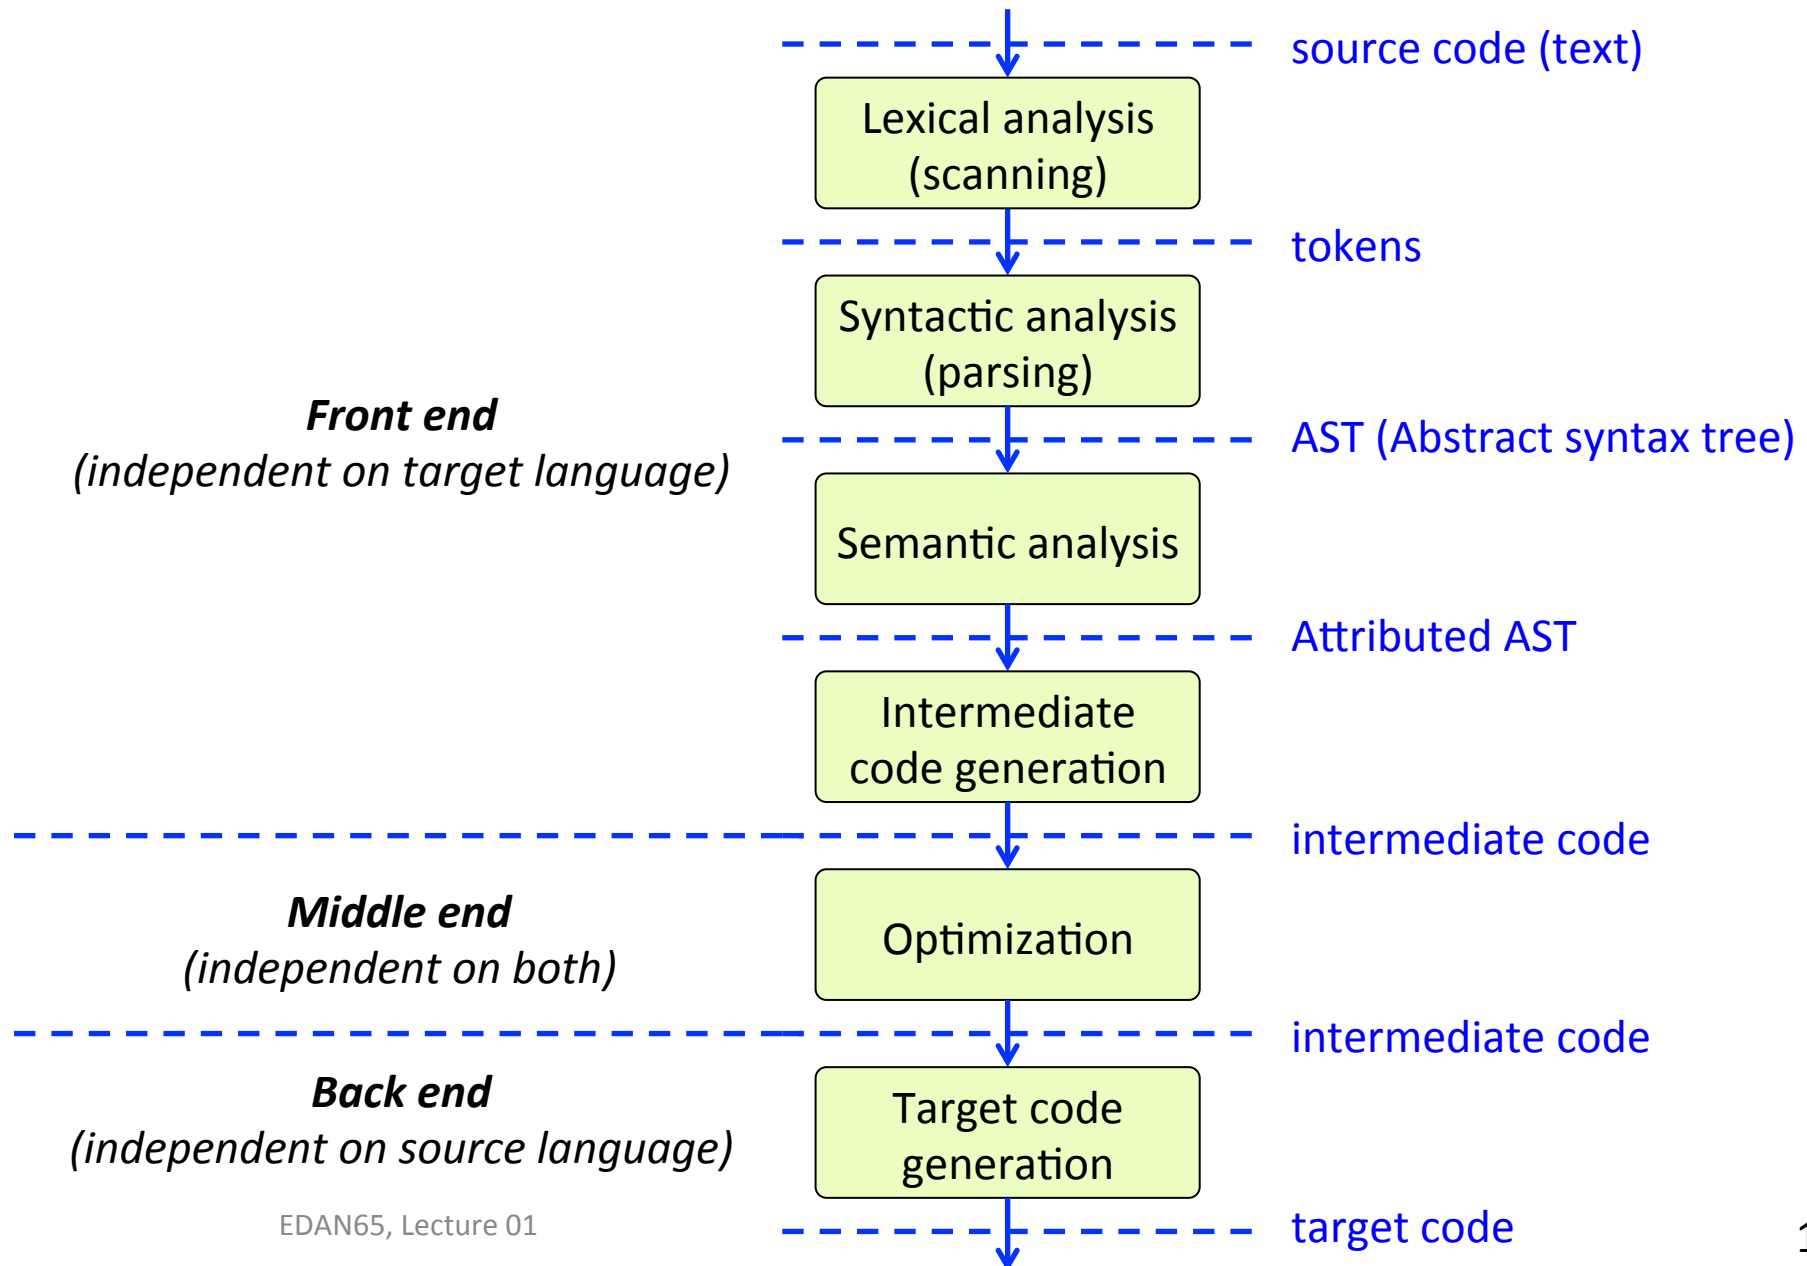 source code (text)
Lexical analysis
(scanning)
tokens
Syntactic analysis
(parsing)
Front end
(independent on target language)
AST (Abstract syntax tree)
Semantic analysis
Attributed AST
Intermediate
code generation
intermediate code
Middle end
(independent on both)
Optimization
intermediate code
Back end
(independent on source language)
Target code
generation
EDAN65, Lecture 01
target code